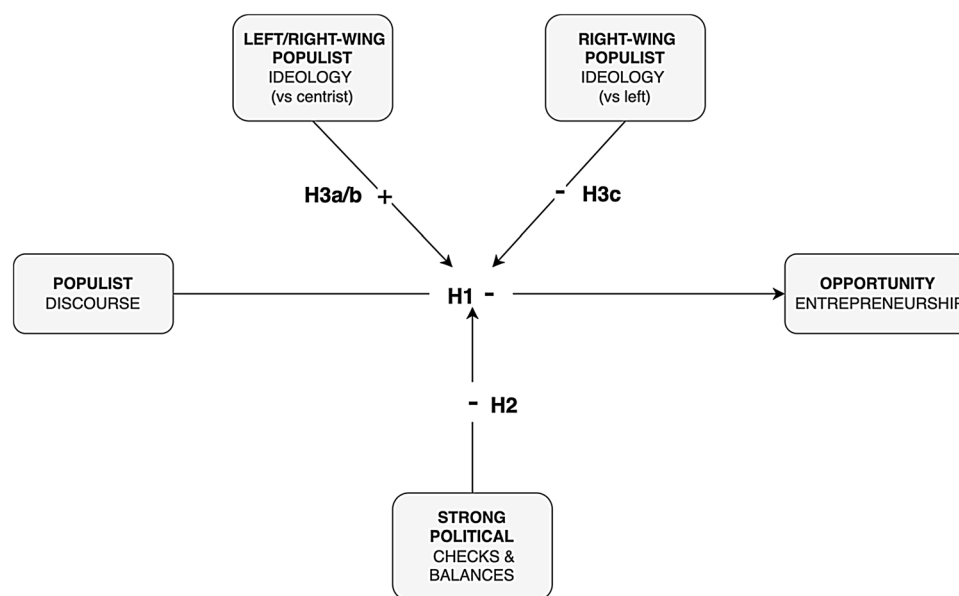 LEFT/RIGHT-WING
POPULIST
IDEOLOGY
(vs centrist)
RIGHT-WING
POPULIST
IDEOLOGY
(vs left)
H3a/b +
- H3c
POPULIST
DISCOURSE
H1 -
OPPORTUNITY
ENTREPRENEURSHIP
- H2
STRONG
POLITICAL
CHECKS &
BALANCES